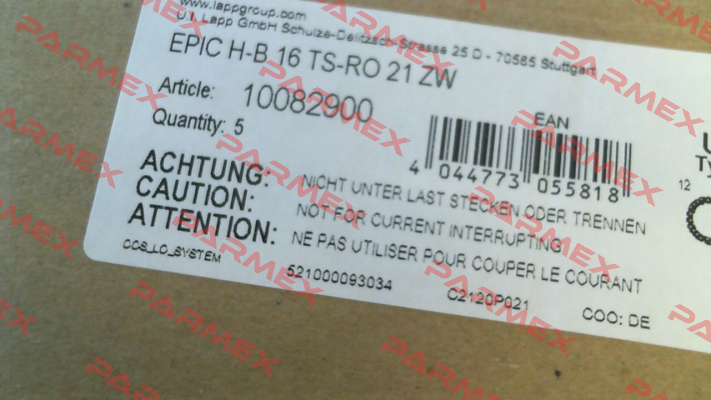 www.lappgroup.com
U.I. Lapp GmbH Schulze-Delitzsch-Strasse 25 D - 70565 Stuttgart
EPIC H-B 16 TS-RO 21 ZW
Article: 10082900
Quantity: 5
EAN
4 044773 055818
12
ACHTUNG: NICHT UNTER LAST STECKEN ODER TRENNEN
CAUTION: NOT FOR CURRENT INTERRUPTING
ATTENTION: NE PAS UTILISER POUR COUPER LE COURANT
CCS_LC_SYSTEM
521000093034
C2120P021
COO: DE
PARMEX